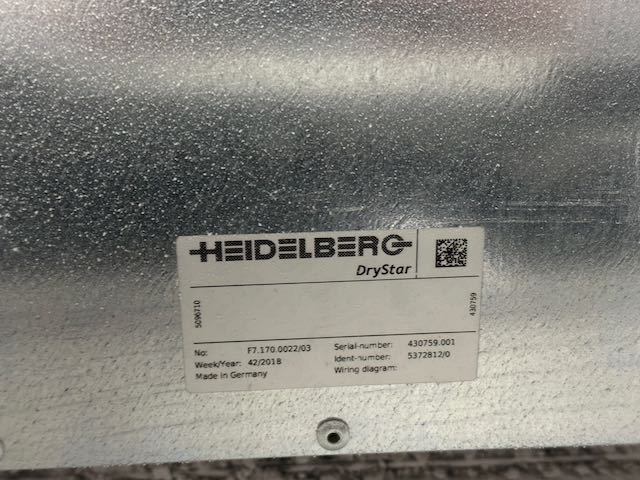 HEIDELBERG
DryStar
5096710
430759
No: F7.170.0022/03
Week/Year: 42/2018
Made in Germany
Serial-number: 430759.001
Ident-number: 5372812/0
Wiring diagram: